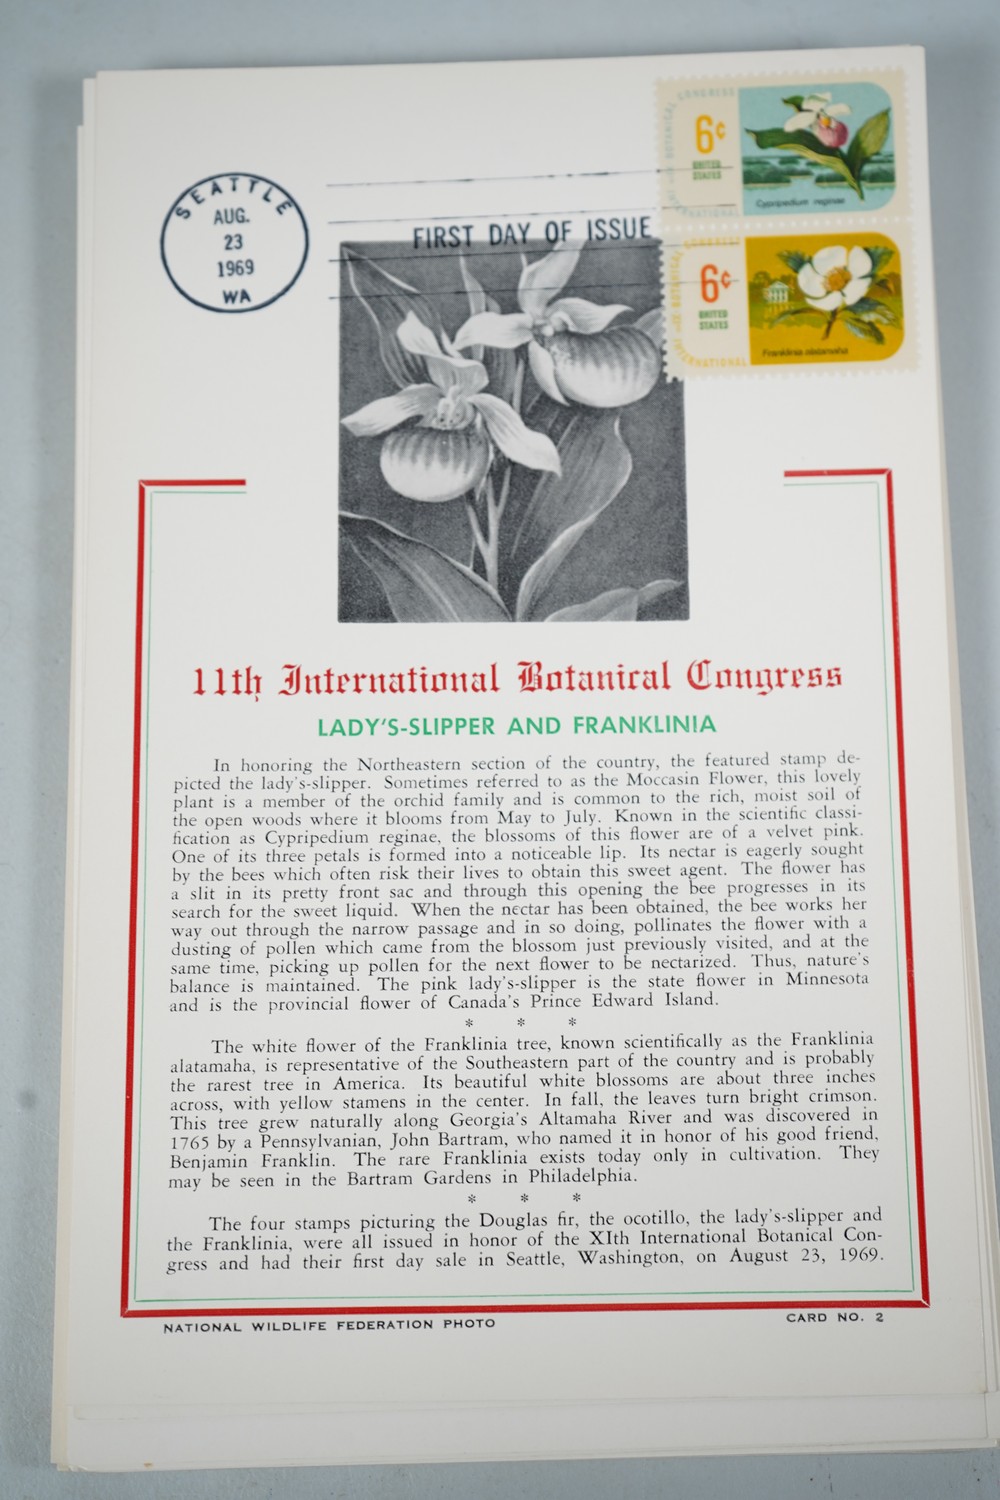 SEATTLE
AUG.
23
1969
WA
FIRST DAY OF ISSUE
6¢
UNITED
STATES
XI BOTANICAL CONGRESS
INTERNATIONAL
Cypripedium reginae
6¢
UNITED
STATES
INTERNATIONAL
Franklinia alatamaha
11th International Botanical Congress
LADY'S-SLIPPER AND FRANKLINIA
In honoring the Northeastern section of the country, the featured stamp de-
picted the lady's-slipper. Sometimes referred to as the Moccasin Flower, this lovely
plant is a member of the orchid family and is common to the rich, moist soil of
the open woods where it blooms from May to July. Known in the scientific classi-
fication as Cypripedium reginae, the blossoms of this flower are of a velvet pink.
One of its three petals is formed into a noticeable lip. Its nectar is eagerly sought
by the bees which often risk their lives to obtain this sweet agent. The flower has
a slit in its pretty front sac and through this opening the bee progresses in its
search for the sweet liquid. When the nectar has been obtained, the bee works her
way out through the narrow passage and in so doing, pollinates the flower with a
dusting of pollen which came from the blossom just previously visited, and at the
same time, picking up pollen for the next flower to be nectarized. Thus, nature's
balance is maintained. The pink lady's-slipper is the state flower in Minnesota
and is the provincial flower of Canada's Prince Edward Island.
* * *
The white flower of the Franklinia tree, known scientifically as the Franklinia
alatamaha, is representative of the Southeastern part of the country and is probably
the rarest tree in America. Its beautiful white blossoms are about three inches
across, with yellow stamens in the center. In fall, the leaves turn bright crimson.
This tree grew naturally along Georgia's Altamaha River and was discovered in
1765 by a Pennsylvanian, John Bartram, who named it in honor of his good friend,
Benjamin Franklin. The rare Franklinia exists today only in cultivation. They
may be seen in the Bartram Gardens in Philadelphia.
* * *
The four stamps picturing the Douglas fir, the ocotillo, the lady's-slipper and
the Franklinia, were all issued in honor of the XIth International Botanical Con-
gress and had their first day sale in Seattle, Washington, on August 23, 1969.
NATIONAL WILDLIFE FEDERATION PHOTO
CARD NO. 2